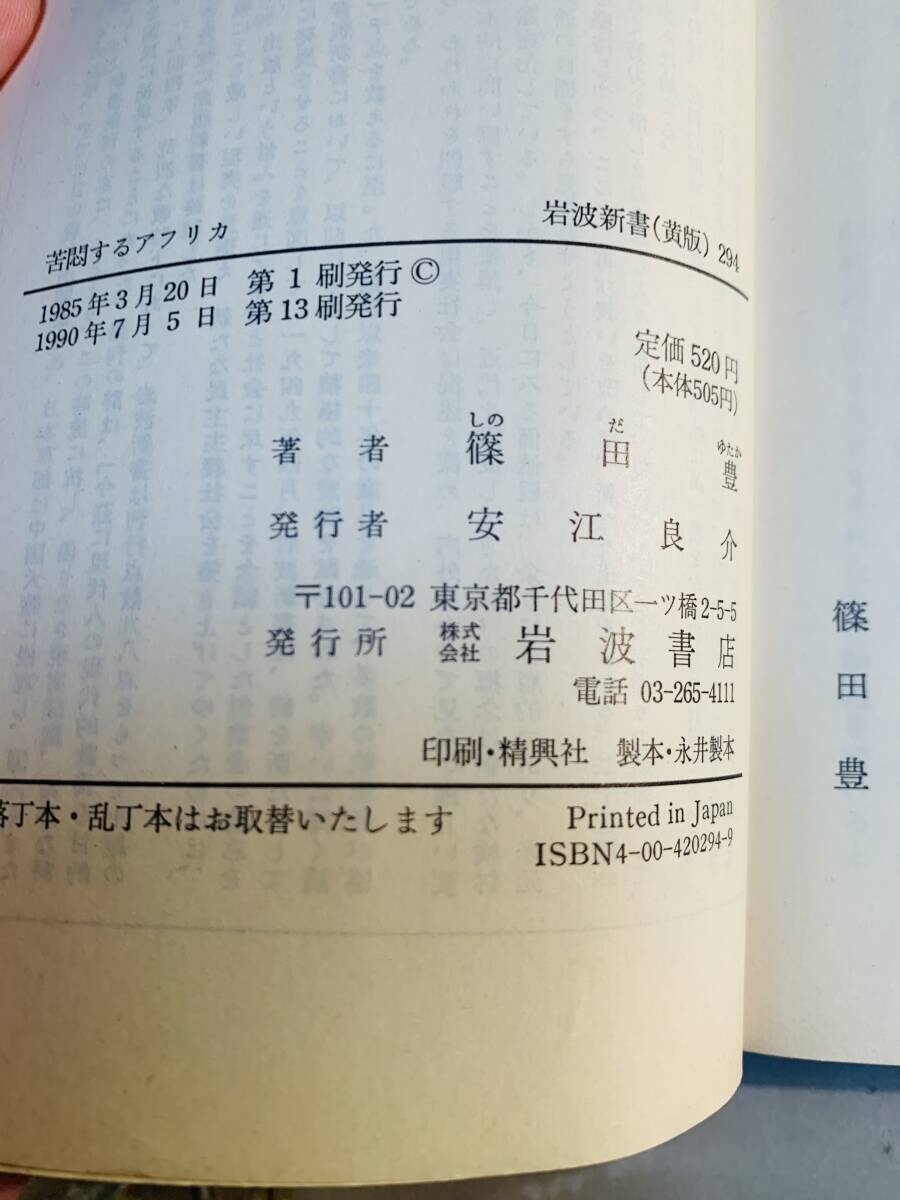 苦悶するアフリカ
岩波新書(黄版) 294
1985年3月20日 第1刷発行©
1990年7月5日 第13刷発行
定価 520円
(本体505円)
著者 篠田豊
しの だ ゆたか
発行者 安江良介
〒101-02 東京都千代田区一ツ橋2-5-5
発行所 株式会社 岩波書店
電話 03-265-4111
印刷・精興社 製本・永井製本
落丁本・乱丁本はお取替いたします
Printed in Japan
ISBN4-00-420294-9
篠田豊